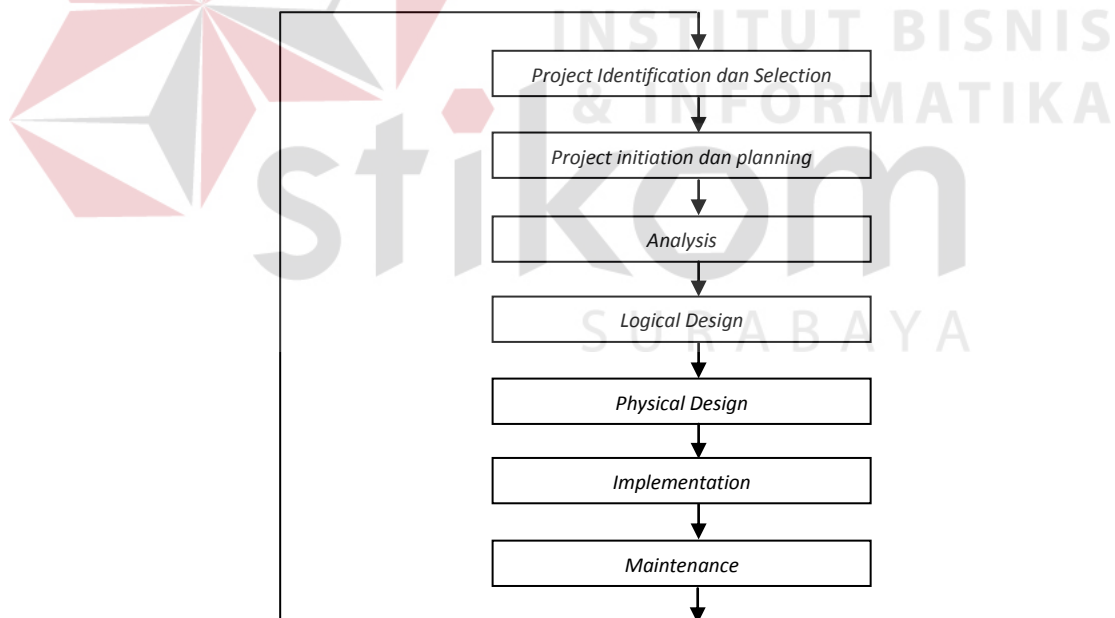 INSTITUT BISNIS
Project Identification dan Selection
& INFORMATIKA
Project initiation dan planning
stikom
Analysis
Logical Design
SURABAYA
Physical Design
Implementation
Maintenance